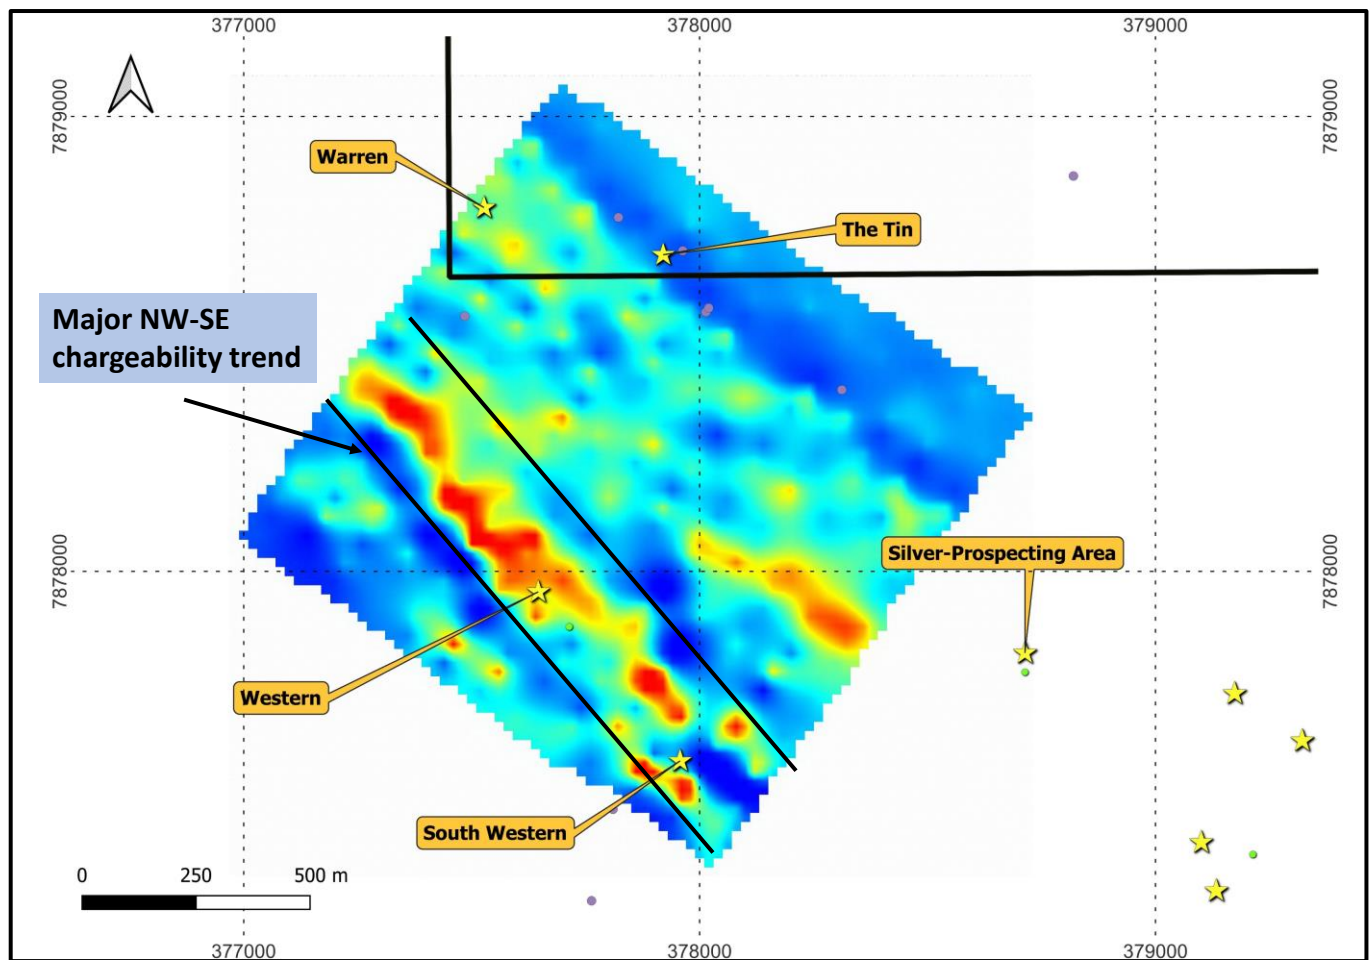 377000
378000
379000
7879000
7879000
Warren
The Tin
Major NW-SE
chargeability trend
Silver-Prospecting Area
7878000
7878000
Western
South Western
0 250 500 m
377000
378000
379000